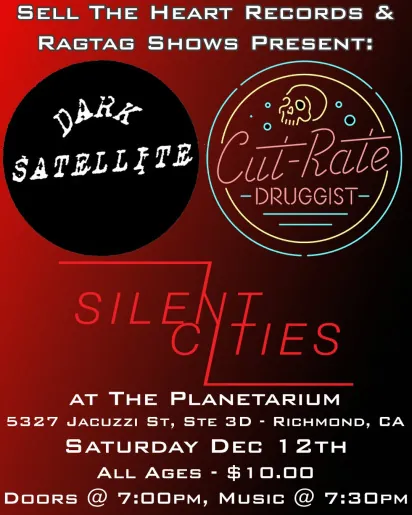 Sell The Heart Records &
Ragtag Shows Present:
DARK
SATELLITE
Cut-Rate
-DRUGGIST-
SILENT
CITIES
at The Planetarium
5327 Jacuzzi St, Ste 3D - Richmond, CA
Saturday Dec 12th
All Ages - $10.00
Doors @ 7:00pm, Music @ 7:30pm